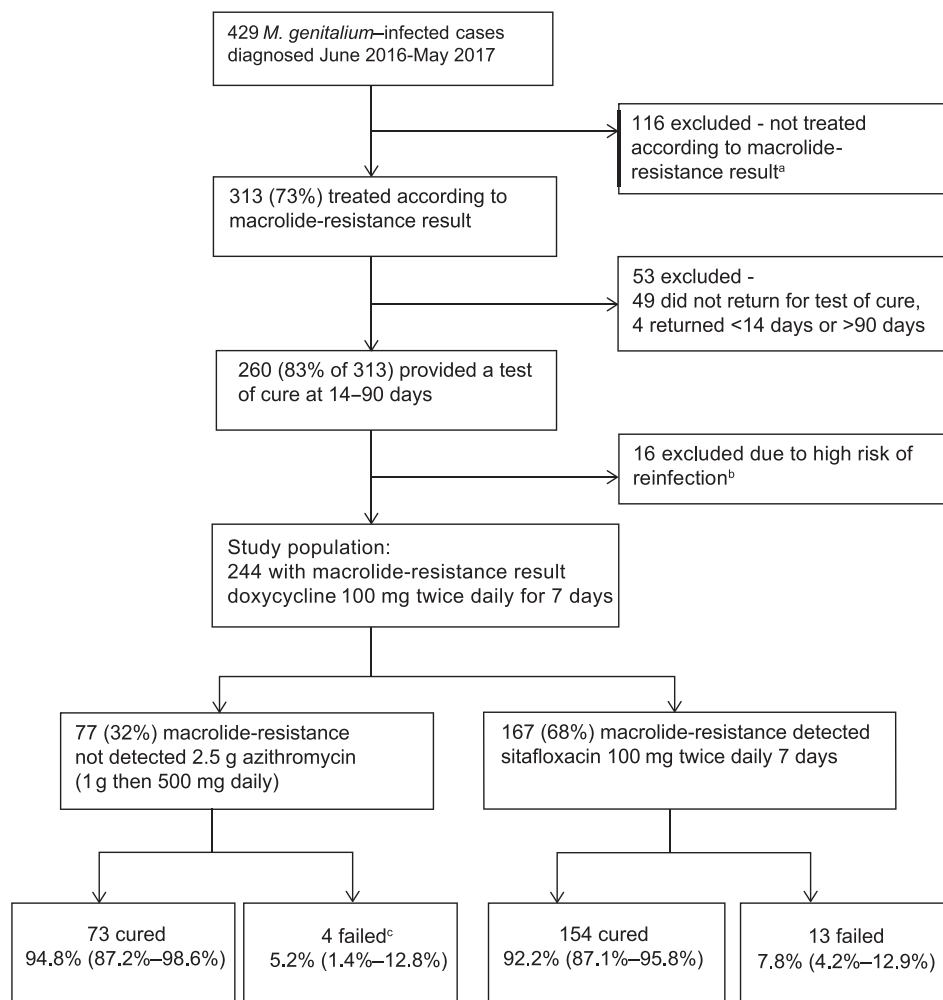 429 M. genitalium–infected cases
diagnosed June 2016-May 2017
116 excluded - not treated
according to macrolide-
resistance resultᵃ
313 (73%) treated according to
macrolide-resistance result
53 excluded -
49 did not return for test of cure,
4 returned <14 days or >90 days
260 (83% of 313) provided a test
of cure at 14–90 days
16 excluded due to high risk of
reinfectionᵇ
Study population:
244 with macrolide-resistance result
doxycycline 100 mg twice daily for 7 days
77 (32%) macrolide-resistance
not detected 2.5 g azithromycin
(1 g then 500 mg daily)
167 (68%) macrolide-resistance detected
sitafloxacin 100 mg twice daily 7 days
73 cured
94.8% (87.2%–98.6%)
4 failedᶜ
5.2% (1.4%–12.8%)
154 cured
92.2% (87.1%–95.8%)
13 failed
7.8% (4.2%–12.9%)